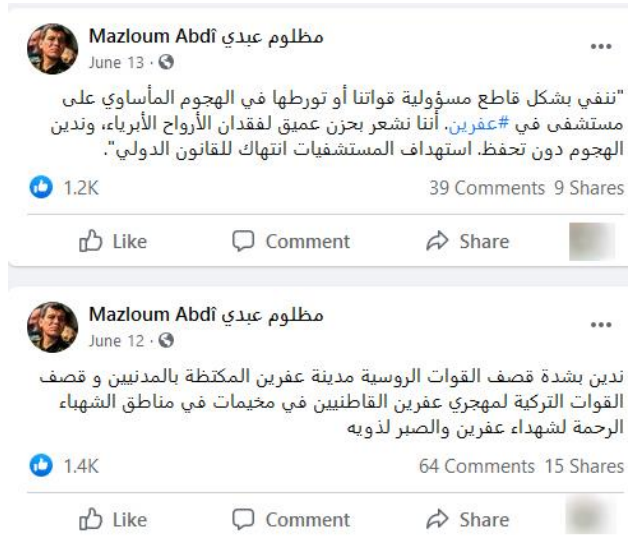 Mazloum Abdî مظلوم عبدي
June 13 ·
"ننفي بشكل قاطع مسؤولية قواتنا أو تورطها في الهجوم المأساوي على
مستشفى في #عفرين. أننا نشعر بحزن عميق لفقدان الأرواح الأبرياء، وندين
الهجوم دون تحفظ. استهداف المستشفيات انتهاك للقانون الدولي".
1.2K 39 Comments 9 Shares
Like Comment Share
Mazloum Abdî مظلوم عبدي
June 12 ·
ندين بشدة قصف القوات الروسية مدينة عفرين المكتظة بالمدنيين و قصف
القوات التركية لمهجري عفرين القاطنيين في مخيمات في مناطق الشهباء
الرحمة لشهداء عفرين والصبر لذويه
1.4K 64 Comments 15 Shares
Like Comment Share